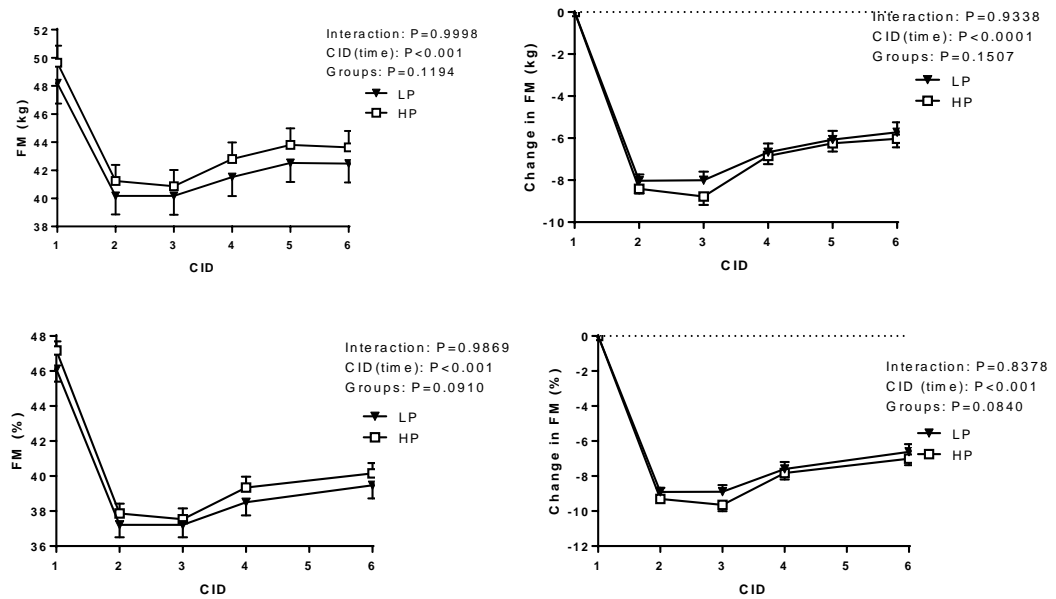 Interaction: P=0.9998
CID(time): P<0.001
Groups: P=0.1194
LP
HP
FM (kg)
52
50
48
46
44
42
40
38
1 2 3 4 5 6
CID
Interaction: P=0.9338
CID(time): P<0.0001
Groups: P=0.1507
LP
HP
Change in FM (kg)
0
-2
-4
-6
-8
-10
1 2 3 4 5 6
CID
Interaction: P=0.9869
CID(time): P<0.001
Groups: P=0.0910
LP
HP
FM (%)
48
46
44
42
40
38
36
1 2 3 4 5 6
CID
Interaction: P=0.8378
CID (time): P<0.001
Groups: P=0.0840
LP
HP
Change in FM (%)
0
-2
-4
-6
-8
-10
-12
1 2 3 4 5 6
CID